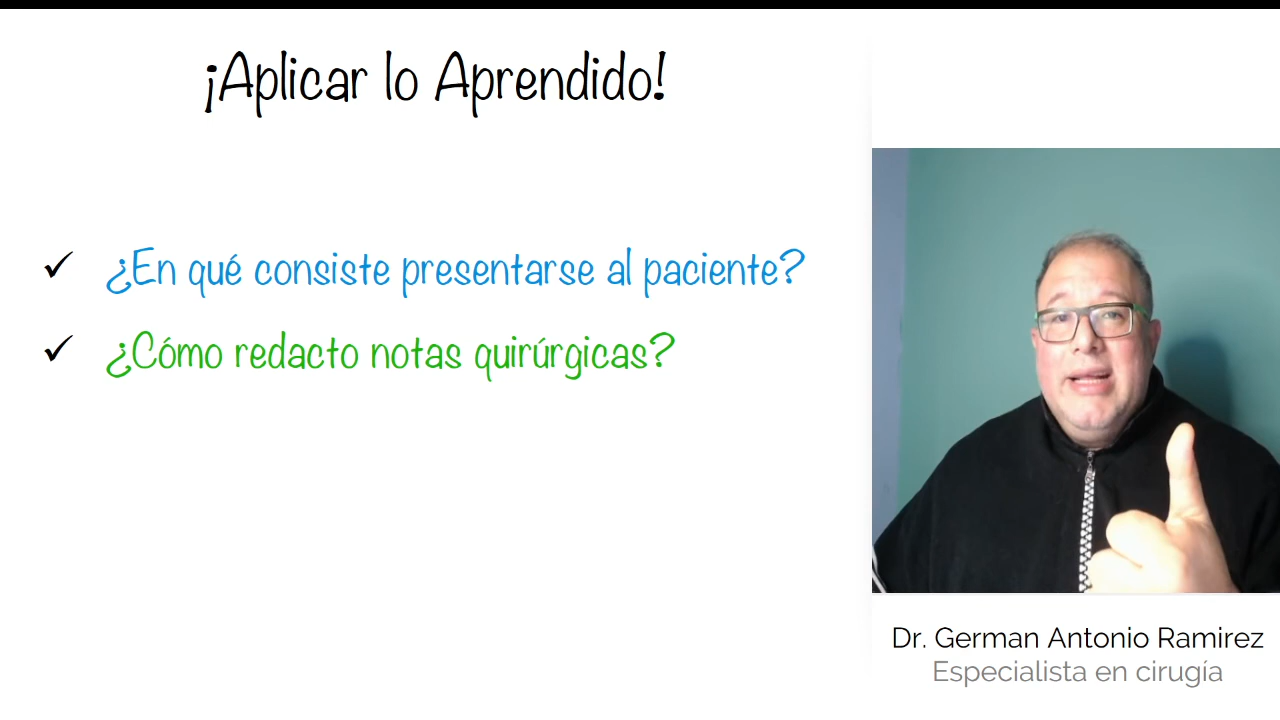 ¡Aplicar lo Aprendido!
¿En qué consiste presentarse al paciente?
¿Cómo redacto notas quirúrgicas?
Dr. German Antonio Ramirez
Especialista en cirugía